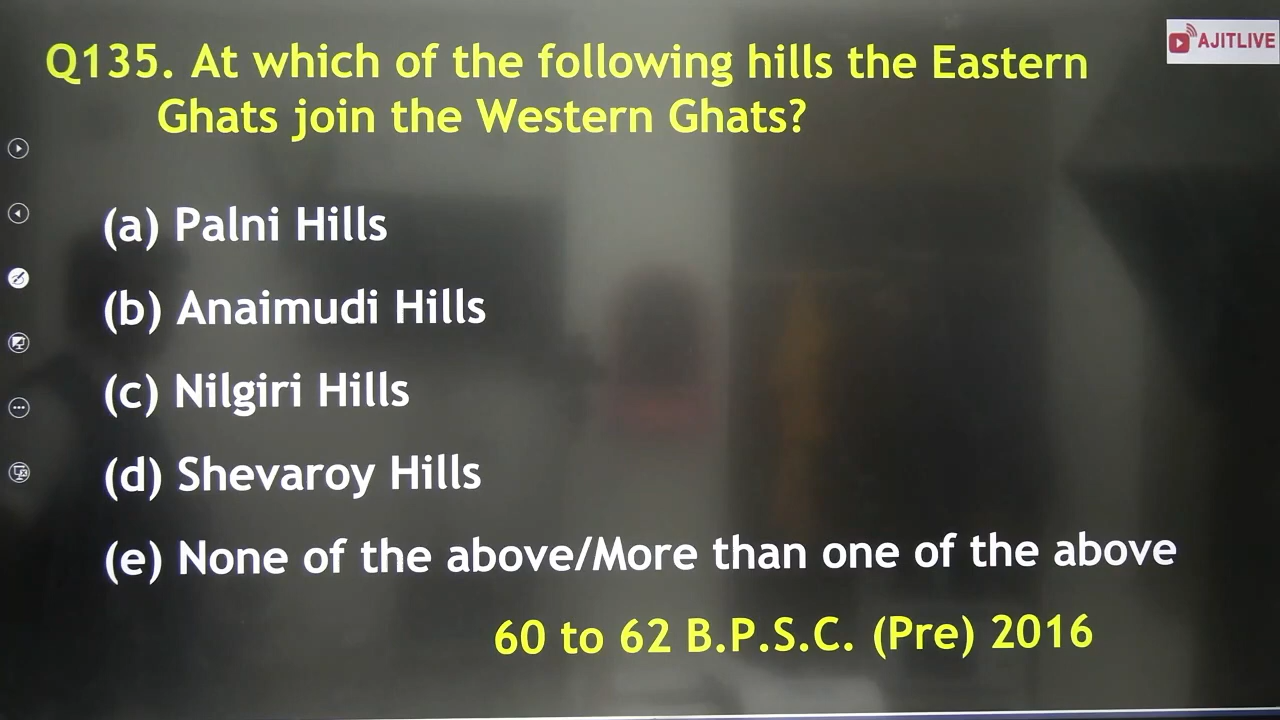 AJITLIVE
Q135. At which of the following hills the Eastern
Ghats join the Western Ghats?
(a) Palni Hills
(b) Anaimudi Hills
(c) Nilgiri Hills
(d) Shevaroy Hills
(e) None of the above/More than one of the above
60 to 62 B.P.S.C. (Pre) 2016